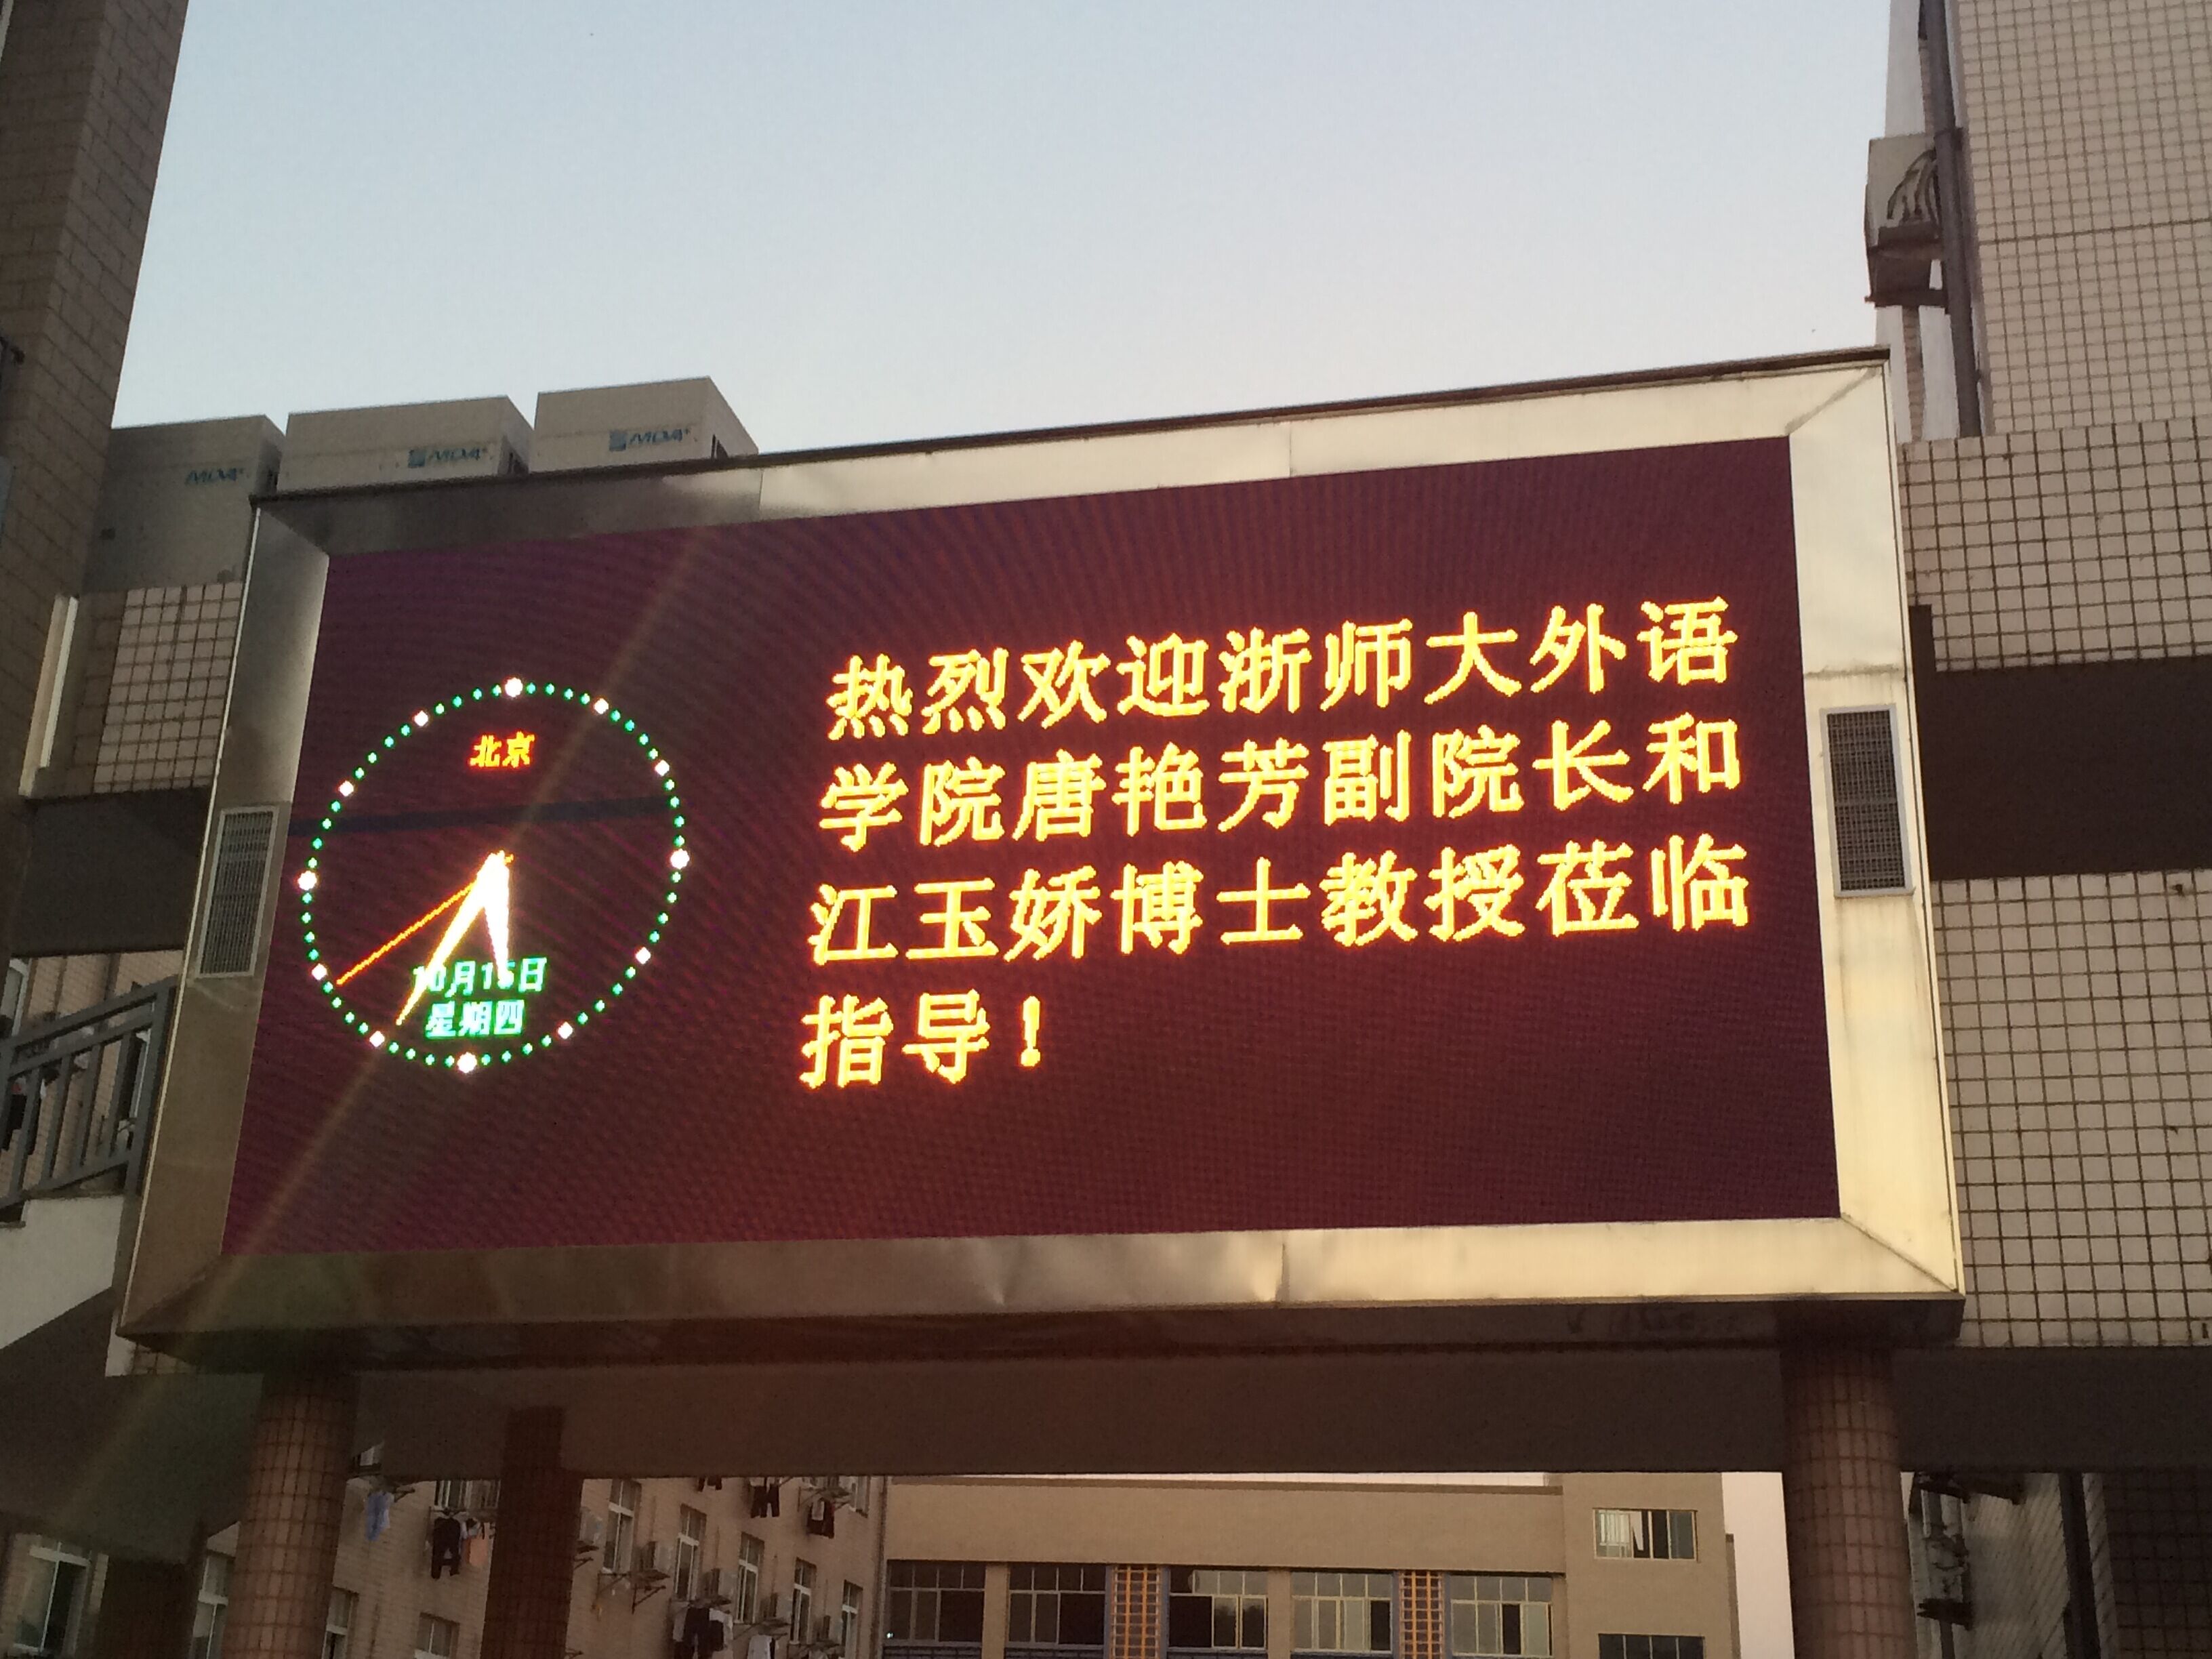 北京
10月15日
星期四
热烈欢迎浙师大外语
学院唐艳芳副院长和
江玉娇博士教授莅临
指导！